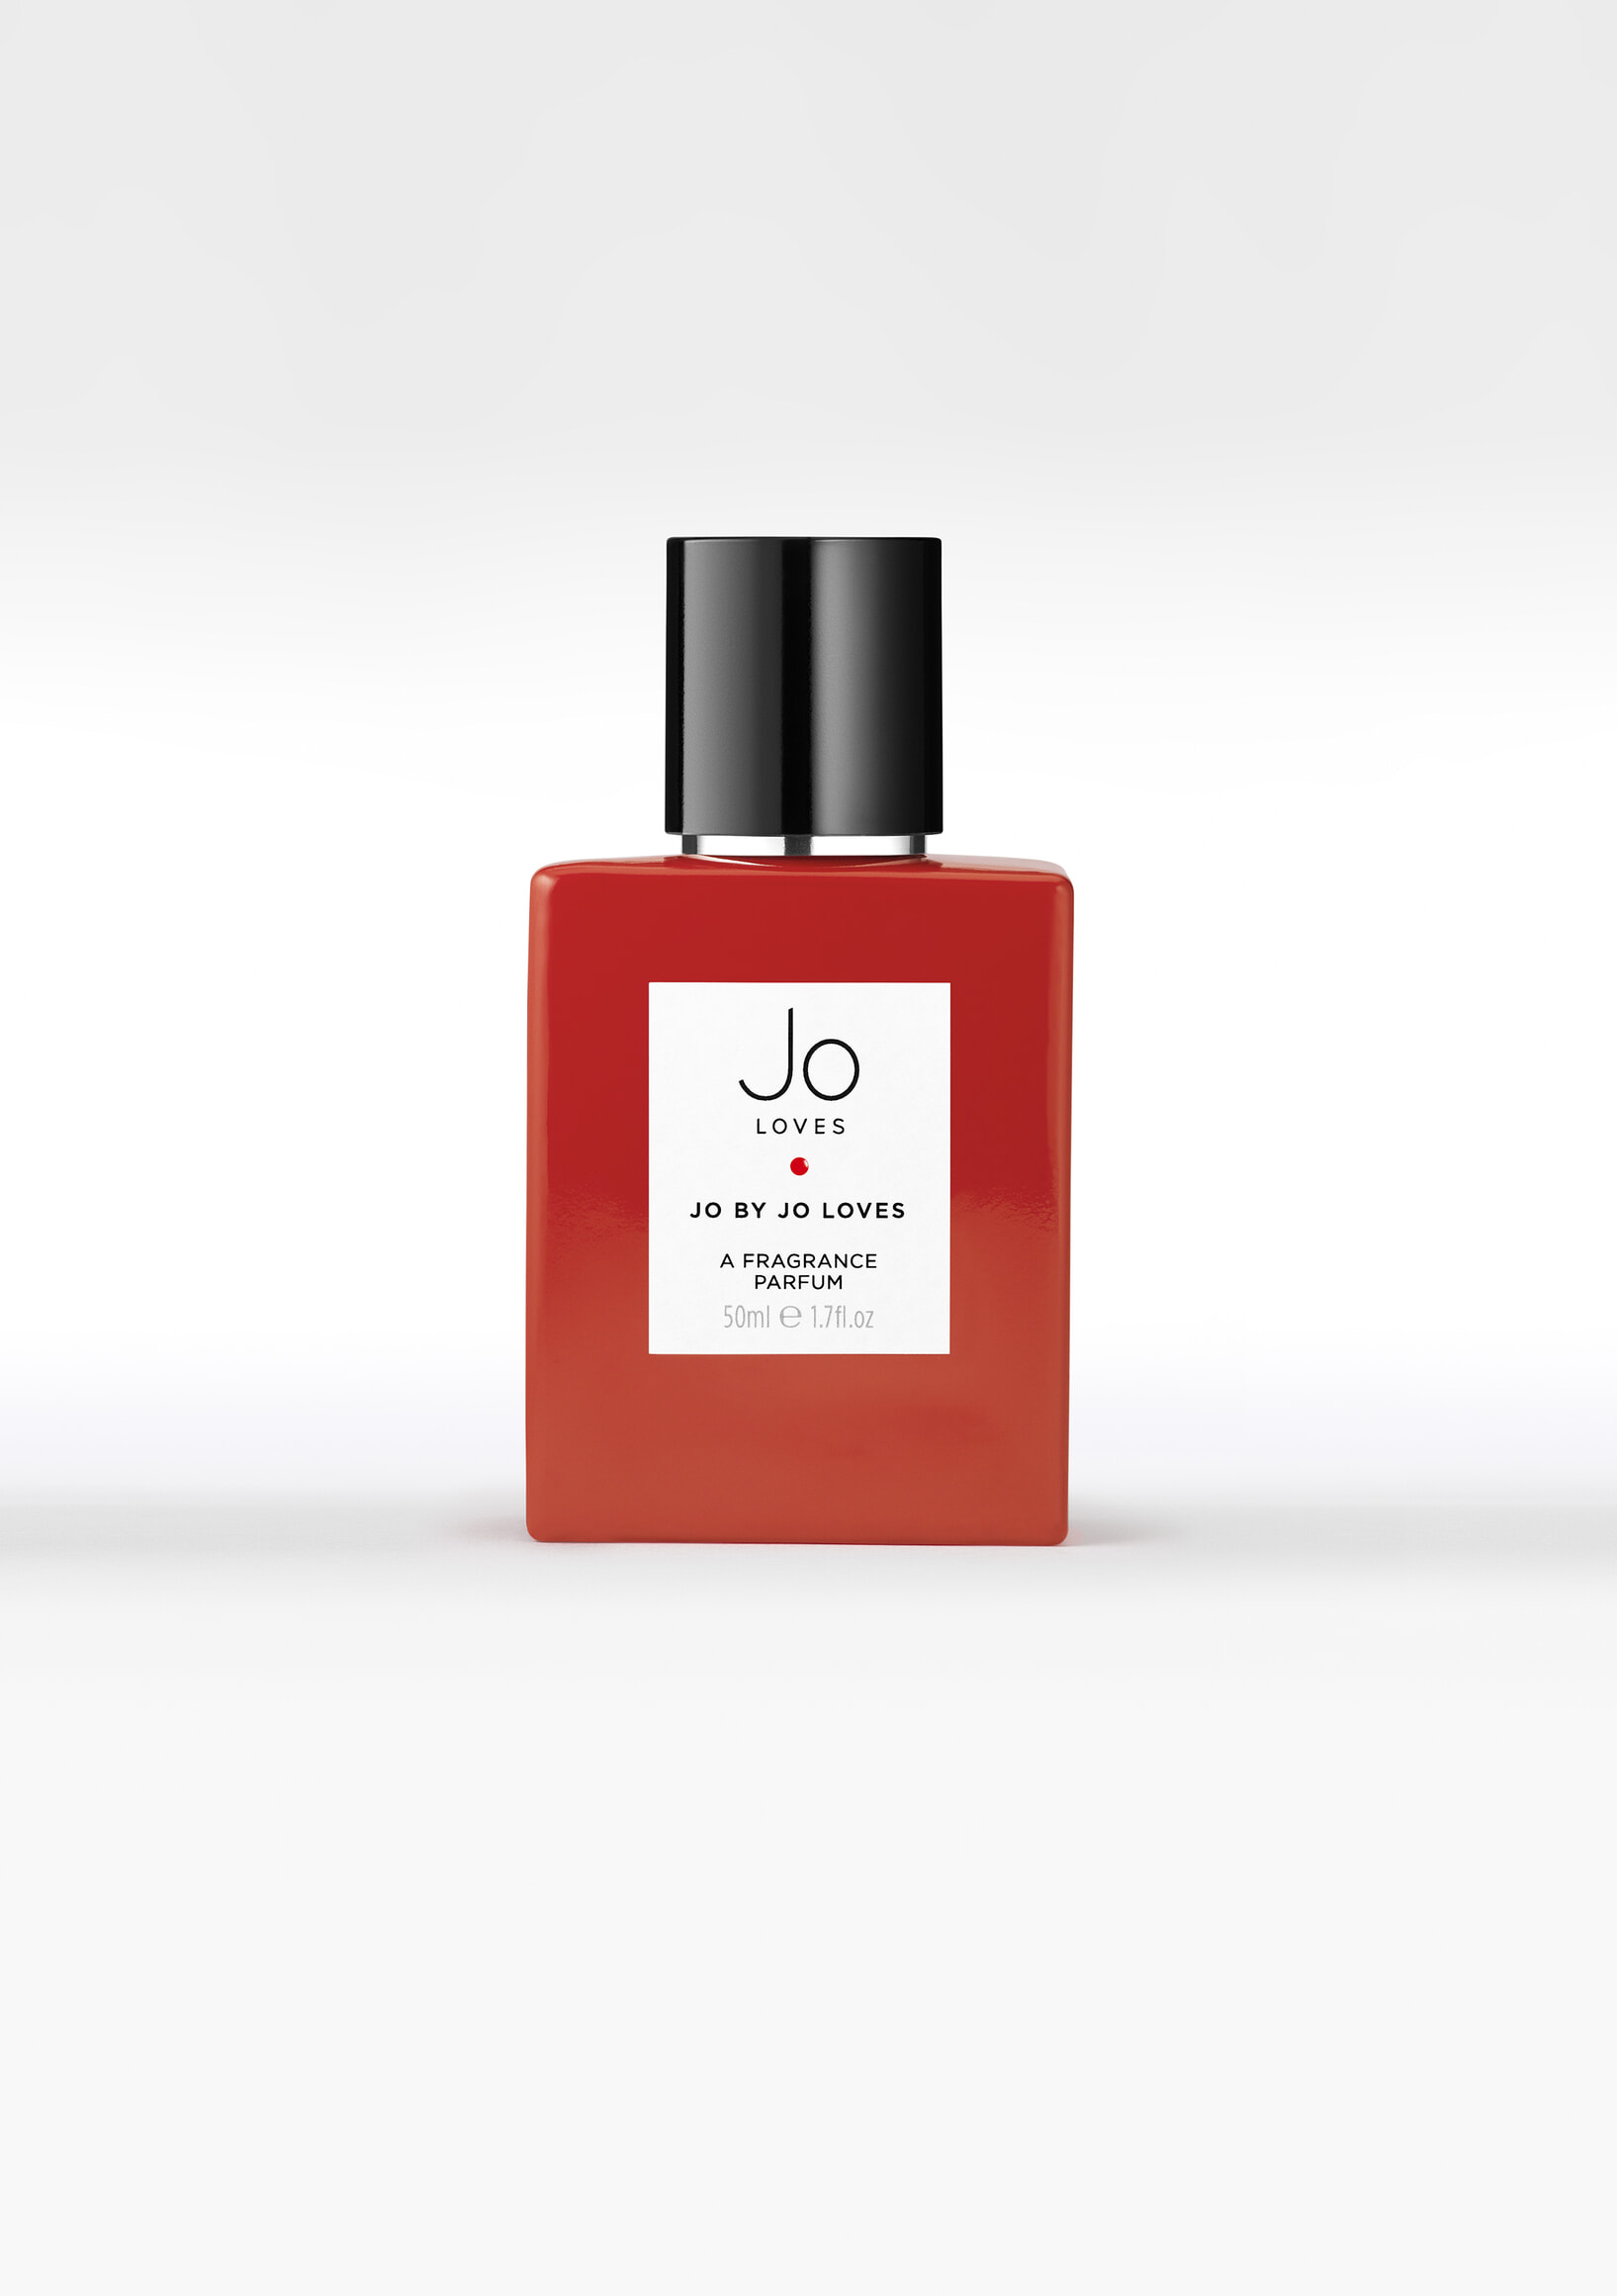 Jo
LOVES
JO BY JO LOVES
A FRAGRANCE
PARFUM
50ml ℮ 1.7fl.oz